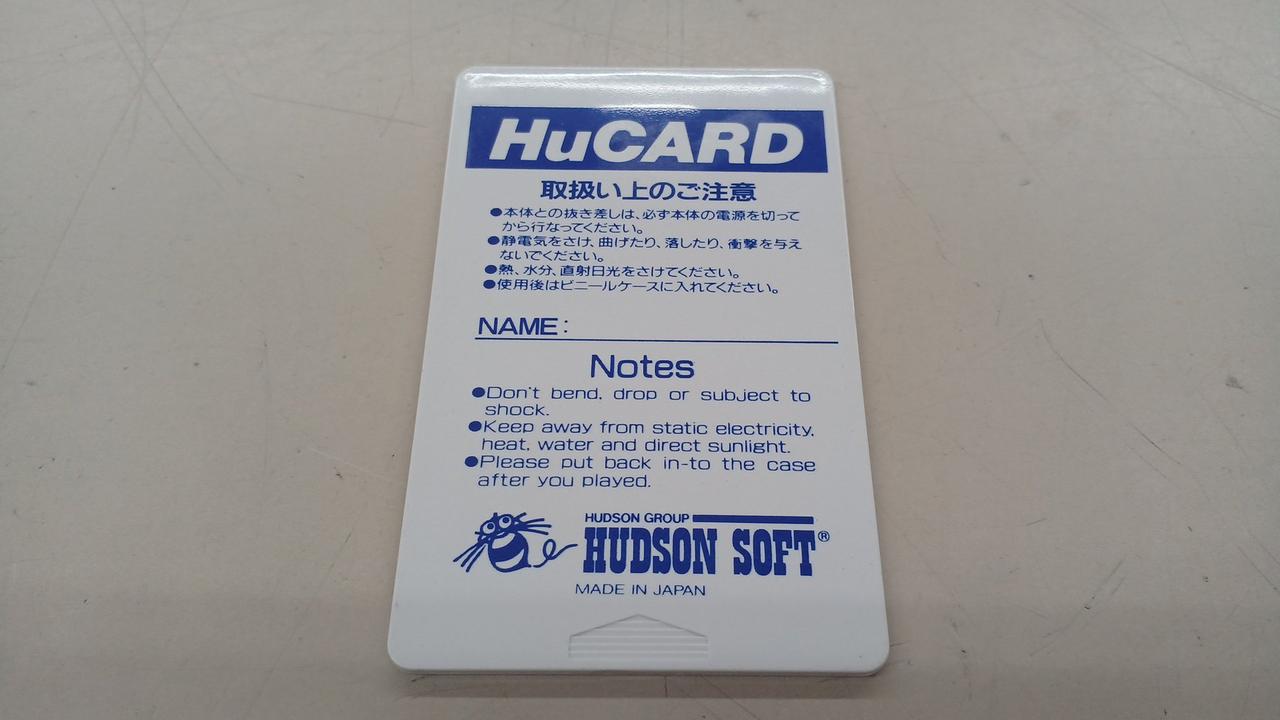 HuCARD
取扱い上のご注意
●本体との抜き差しは、必ず本体の電源を切って
から行なってください。
●静電気をさけ、曲げたり、落したり、衝撃を与え
ないでください。
●熱、水分、直射日光をさけてください。
●使用後はビニールケースに入れてください。
NAME:
Notes
●Don't bend, drop or subject to
shock.
●Keep away from static electricity,
heat, water and direct sunlight.
●Please put back in-to the case
after you played.
HUDSON GROUP
HUDSON SOFT®
MADE IN JAPAN